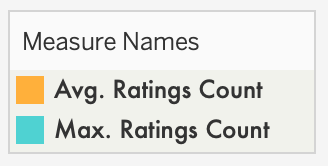 Measure Names
Avg. Ratings Count
Max. Ratings Count